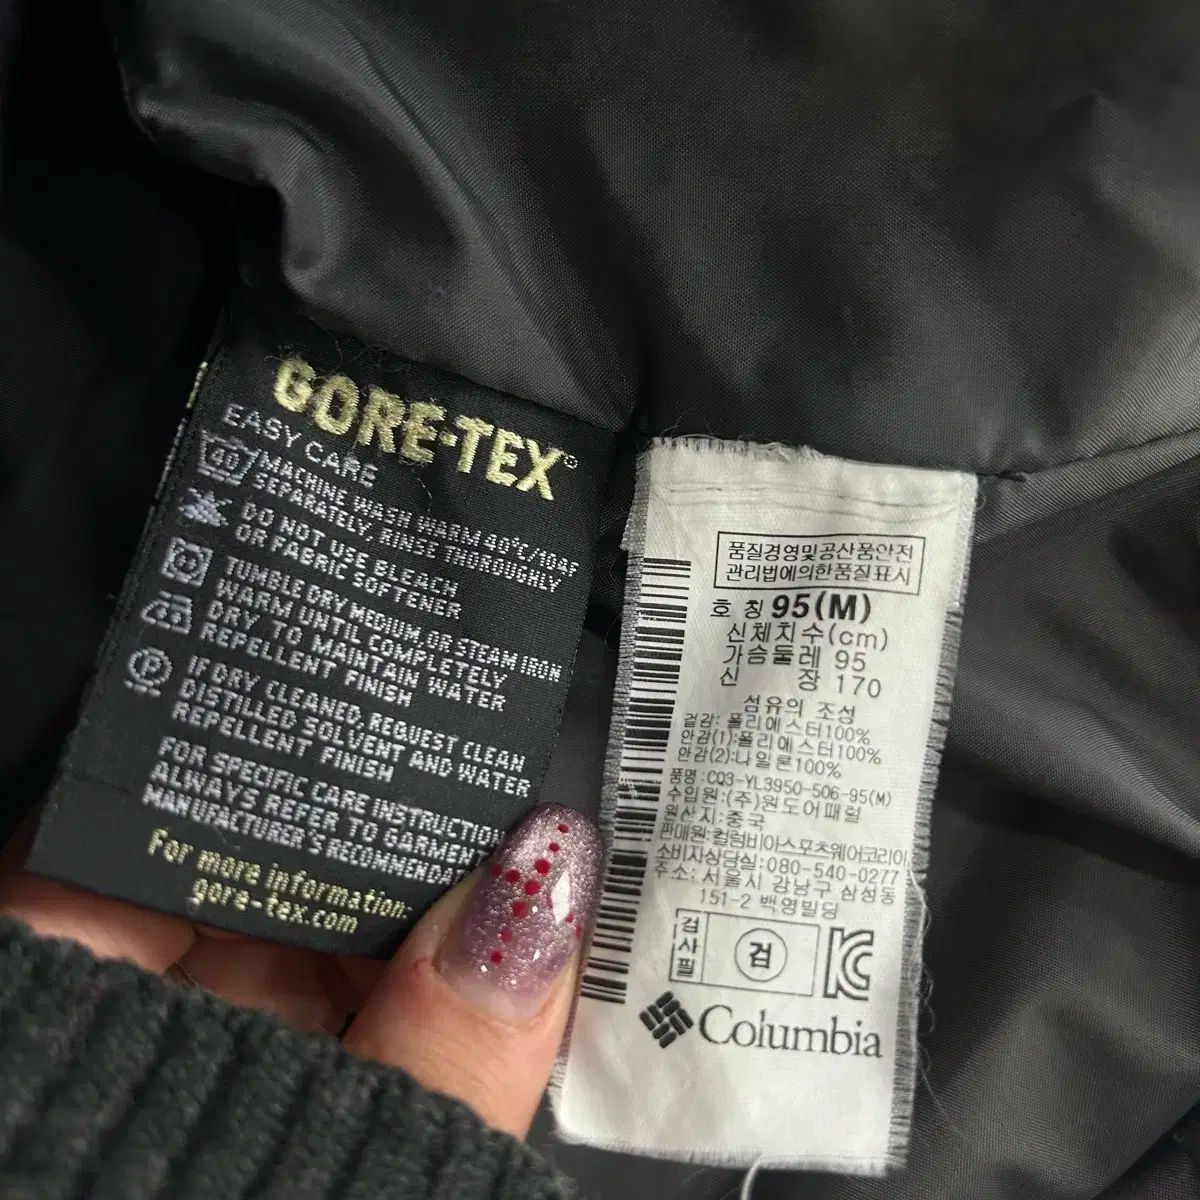 GORE-TEX®
EASY CARE
40
MACHINE WASH WARM 40°C/104F
SEPARATELY, RINSE THOROUGHLY
DO NOT USE BLEACH
OR FABRIC SOFTENER
TUMBLE DRY MEDIUM, OR STEAM IRON
WARM UNTIL COMPLETELY
DRY, TO MAINTAIN WATER
REPELLENT FINISH
P
IF DRY CLEANED, REQUEST CLEAN
DISTILLED SOLVENT AND WATER
REPELLENT FINISH
FOR SPECIFIC CARE INSTRUCTION
ALWAYS REFER TO GARMEN
MANUFACTURER'S RECOMMENDAT
For more information.
gore-tex.com
품질경영및공산품안전
관리법에의한품질표시
호 칭 95(M)
신체치수(cm)
가슴둘레 95
신 장 170
섬유의 조성
겉감: 폴리에스터100%
안감(1):폴리에스터100%
안감(2):나일론100%
품명:CQ3-YL3950-506-95(M)
수입원:(주)원도어패럴
원산지:중국
판매원:컬럼비아스포츠웨어코리아
소비자상담실:080-540-0277
주소: 서울시 강남구 삼성동
151-2 백영빌딩
검사필
검
Columbia